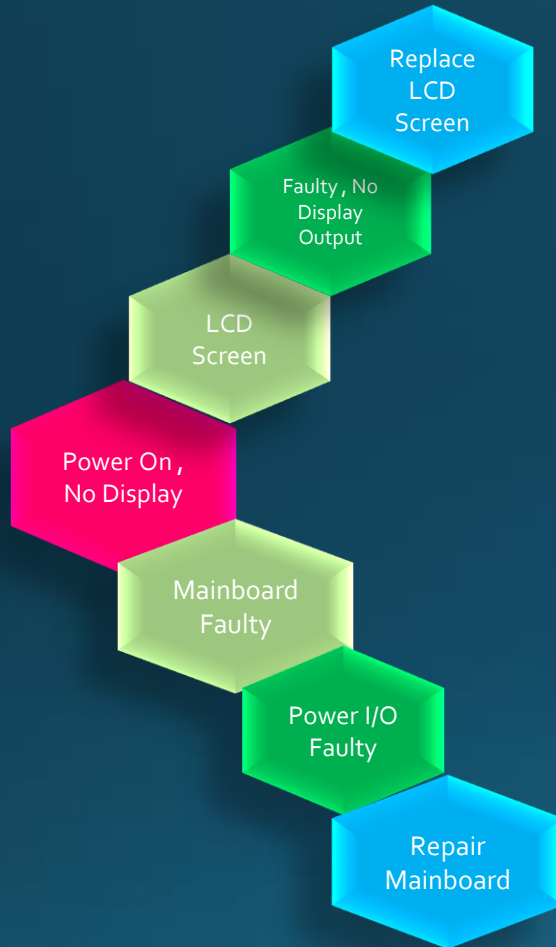 Replace
LCD
Screen
Faulty, No
Display
Output
LCD
Screen
Power On,
No Display
Mainboard
Faulty
Power I/O
Faulty
Repair
Mainboard